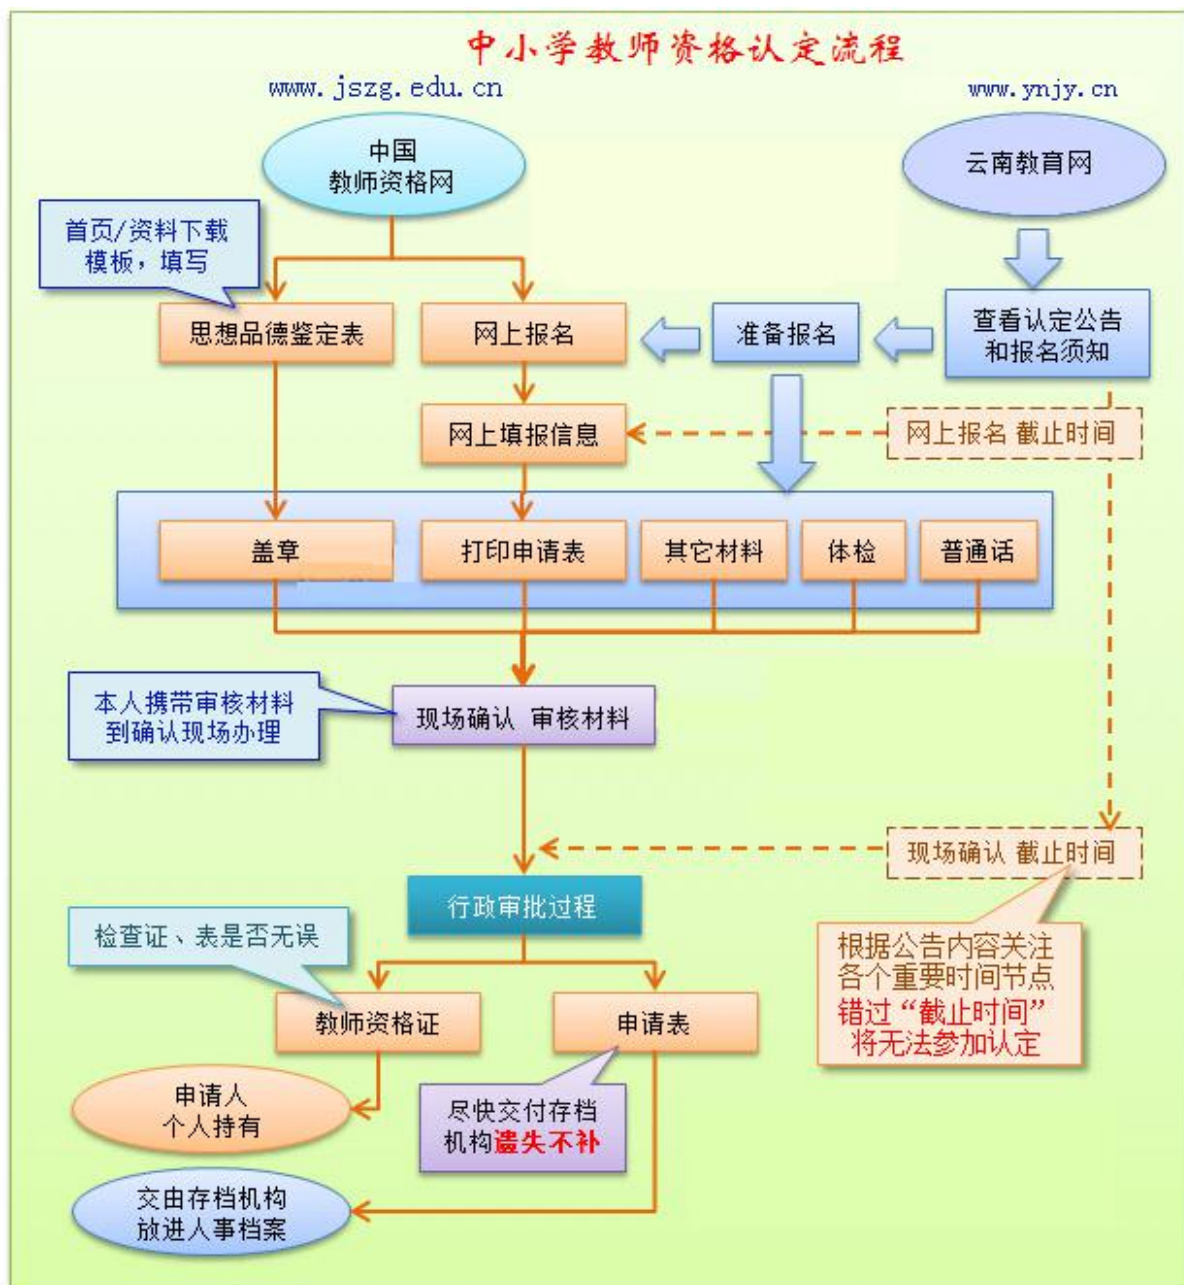 中小学教师资格认定流程
www.jszg.edu.cn
www.ynjy.cn
中国
教师资格网
云南教育网
首页/资料下载
模板，填写
思想品德鉴定表
网上报名
准备报名
查看认定公告
和报名须知
网上填报信息
网上报名 截止时间
盖章
打印申请表
其它材料
体检
普通话
本人携带审核材料
到确认现场办理
现场确认 审核材料
现场确认 截止时间
行政审批过程
检查证、表是否无误
根据公告内容关注
各个重要时间节点
错过“截止时间”
将无法参加认定
教师资格证
申请表
申请人
个人持有
尽快交付存档
机构遗失不补
交由存档机构
放进人事档案